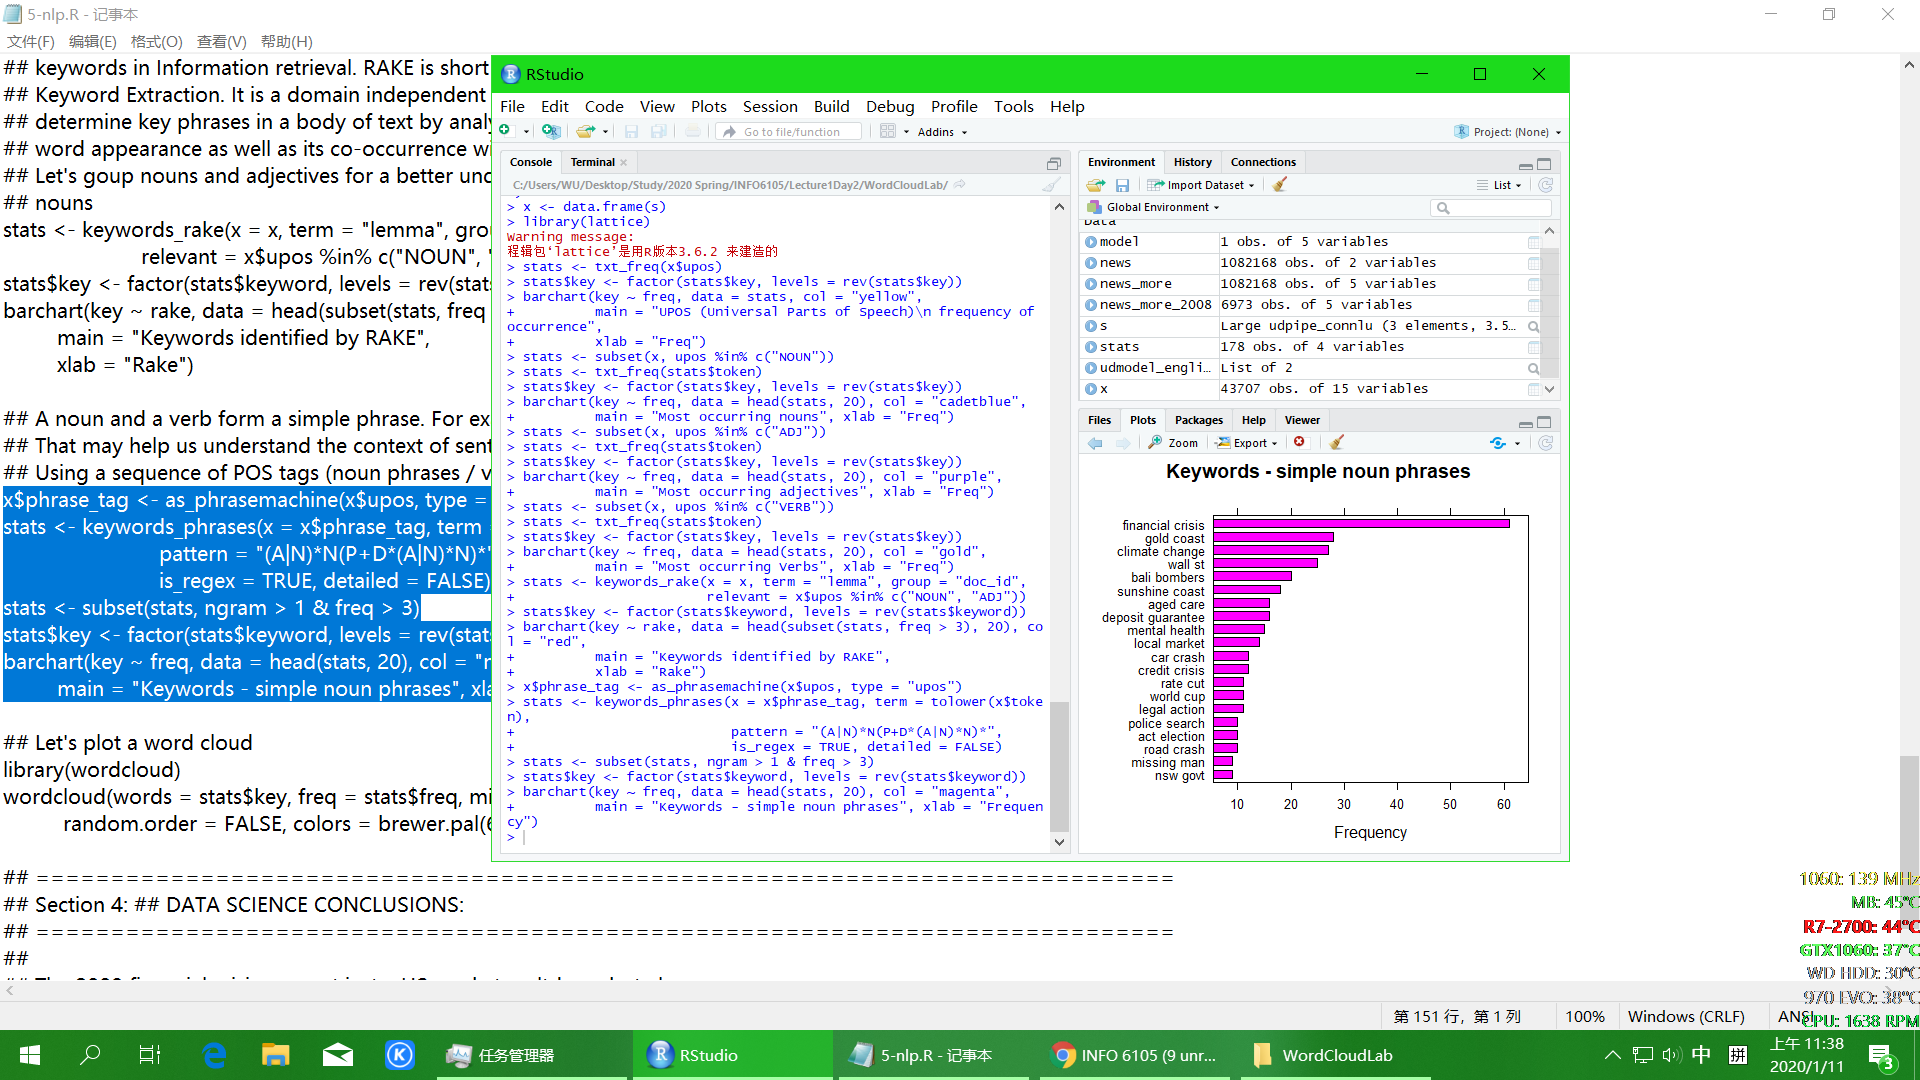 5-nlp.R - 记事本
文件(F) 编辑(E) 格式(O) 查看(V) 帮助(H)
## keywords in Information retrieval. RAKE is short
## Keyword Extraction. It is a domain independent
## determine key phrases in a body of text by analy
## word appearance as well as its co-occurrence wi
## Let's goup nouns and adjectives for a better und
## nouns
stats <- keywords_rake(x = x, term = "lemma", grou
relevant = x$upos %in% c("NOUN", "
stats$key <- factor(stats$keyword, levels = rev(stats
barchart(key ~ rake, data = head(subset(stats, freq
main = "Keywords identified by RAKE",
xlab = "Rake")
## A noun and a verb form a simple phrase. For ex
## That may help us understand the context of sent
## Using a sequence of POS tags (noun phrases / v
x$phrase_tag <- as_phrasemachine(x$upos, type =
stats <- keywords_phrases(x = x$phrase_tag, term =
pattern = "(A|N)*N(P+D*(A|N)*N)*"
is_regex = TRUE, detailed = FALSE)
stats <- subset(stats, ngram > 1 & freq > 3)
stats$key <- factor(stats$keyword, levels = rev(stats
barchart(key ~ freq, data = head(stats, 20), col = "m
main = "Keywords - simple noun phrases", xla
## Let's plot a word cloud
library(wordcloud)
wordcloud(words = stats$key, freq = stats$freq, mi
random.order = FALSE, colors = brewer.pal(6
## ============================================================================
## Section 4: ## DATA SCIENCE CONCLUSIONS:
## ============================================================================
##
RStudio
File Edit Code View Plots Session Build Debug Profile Tools Help
Go to file/function Addins Project: (None)
Console Terminal
C:/Users/WU/Desktop/Study/2020 Spring/INFO6105/Lecture1Day2/WordCloudLab/
> x <- data.frame(s)
> library(lattice)
Warning message:
程辑包‘lattice’是用R版本3.6.2 来建造的
> stats <- txt_freq(x$upos)
> stats$key <- factor(stats$key, levels = rev(stats$key))
> barchart(key ~ freq, data = stats, col = "yellow",
+ main = "UPOS (Universal Parts of Speech)\n frequency of
occurrence",
+ xlab = "Freq")
> stats <- subset(x, upos %in% c("NOUN"))
> stats <- txt_freq(stats$token)
> stats$key <- factor(stats$key, levels = rev(stats$key))
> barchart(key ~ freq, data = head(stats, 20), col = "cadetblue",
+ main = "Most occurring nouns", xlab = "Freq")
> stats <- subset(x, upos %in% c("ADJ"))
> stats <- txt_freq(stats$token)
> stats$key <- factor(stats$key, levels = rev(stats$key))
> barchart(key ~ freq, data = head(stats, 20), col = "purple",
+ main = "Most occurring adjectives", xlab = "Freq")
> stats <- subset(x, upos %in% c("VERB"))
> stats <- txt_freq(stats$token)
> stats$key <- factor(stats$key, levels = rev(stats$key))
> barchart(key ~ freq, data = head(stats, 20), col = "gold",
+ main = "Most occurring Verbs", xlab = "Freq")
> stats <- keywords_rake(x = x, term = "lemma", group = "doc_id",
+ relevant = x$upos %in% c("NOUN", "ADJ"))
> stats$key <- factor(stats$keyword, levels = rev(stats$keyword))
> barchart(key ~ rake, data = head(subset(stats, freq > 3), 20), co
l = "red",
+ main = "Keywords identified by RAKE",
+ xlab = "Rake")
> x$phrase_tag <- as_phrasemachine(x$upos, type = "upos")
> stats <- keywords_phrases(x = x$phrase_tag, term = tolower(x$toke
n),
+ pattern = "(A|N)*N(P+D*(A|N)*N)*",
+ is_regex = TRUE, detailed = FALSE)
> stats <- subset(stats, ngram > 1 & freq > 3)
> stats$key <- factor(stats$keyword, levels = rev(stats$keyword))
> barchart(key ~ freq, data = head(stats, 20), col = "magenta",
+ main = "Keywords - simple noun phrases", xlab = "Frequen
cy")
>
Environment History Connections
Import Dataset List
Global Environment
Data
model 1 obs. of 5 variables
news 1082168 obs. of 2 variables
news_more 1082168 obs. of 5 variables
news_more_2008 6973 obs. of 5 variables
s Large udpipe_connlu (3 elements, 3.5…
stats 178 obs. of 4 variables
udmodel_engli… List of 2
x 43707 obs. of 15 variables
Files Plots Packages Help Viewer
Zoom Export
Keywords - simple noun phrases
financial crisis
gold coast
climate change
wall st
bali bombers
sunshine coast
aged care
deposit guarantee
mental health
local market
car crash
credit crisis
rate cut
world cup
legal action
police search
act election
road crash
missing man
nsw govt
10 20 30 40 50 60
Frequency
1060: 139 MHz
MB: 45°C
R7-2700: 44°C
GTX1060: 37°C
WD HDD: 30°C
970 EVO: 38°C
CPU: 1638 RPM
第 151 行，第 1 列 100% Windows (CRLF) ANSI
任务管理器 RStudio 5-nlp.R - 记事本 INFO 6105 (9 unr... WordCloudLab
中 拼 上午 11:38
2020/1/11
3